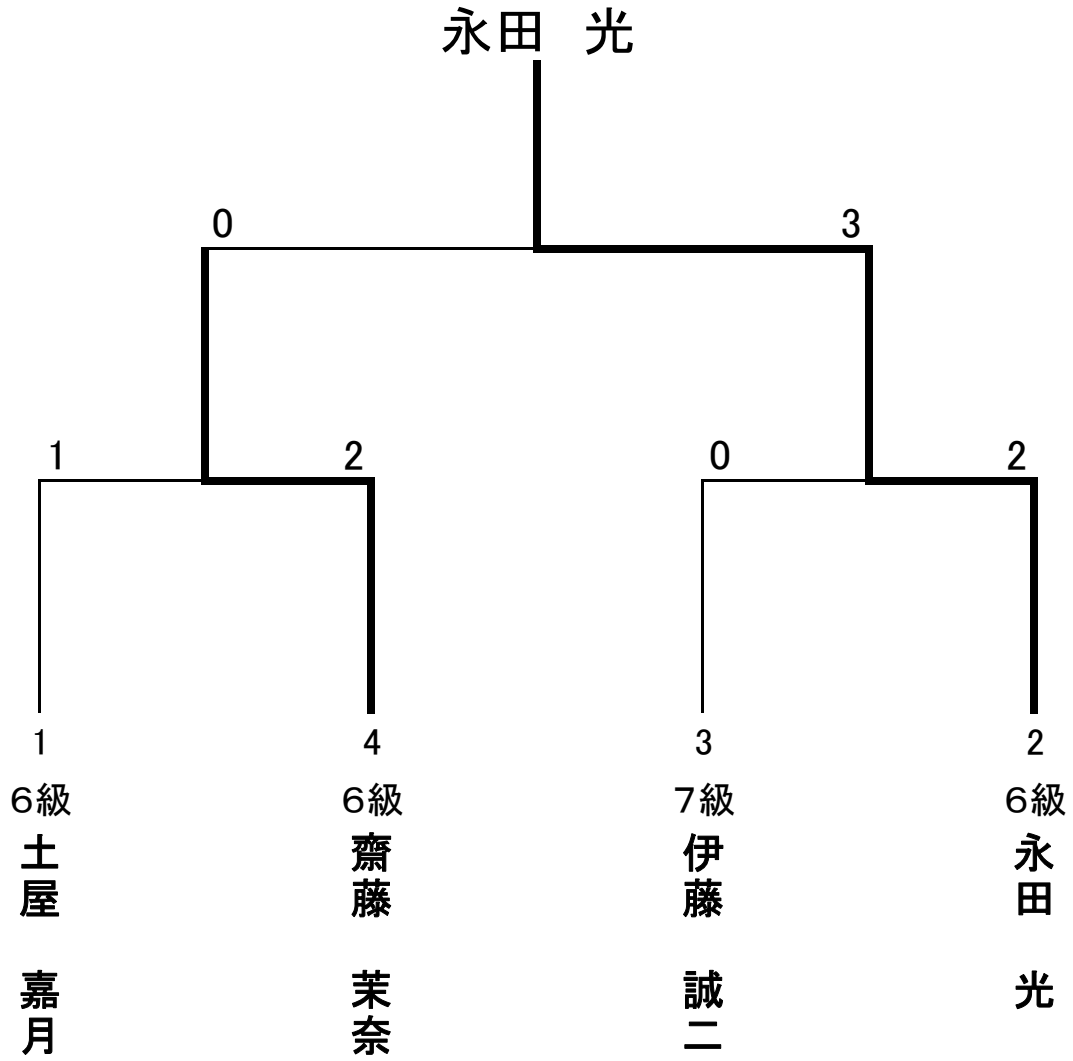 永田　光
0 3
1 2 0 2
1 4 3 2
６級 ６級 ７級 ６級
土屋　嘉月
齋藤　茉奈
伊藤　誠二
永田　光